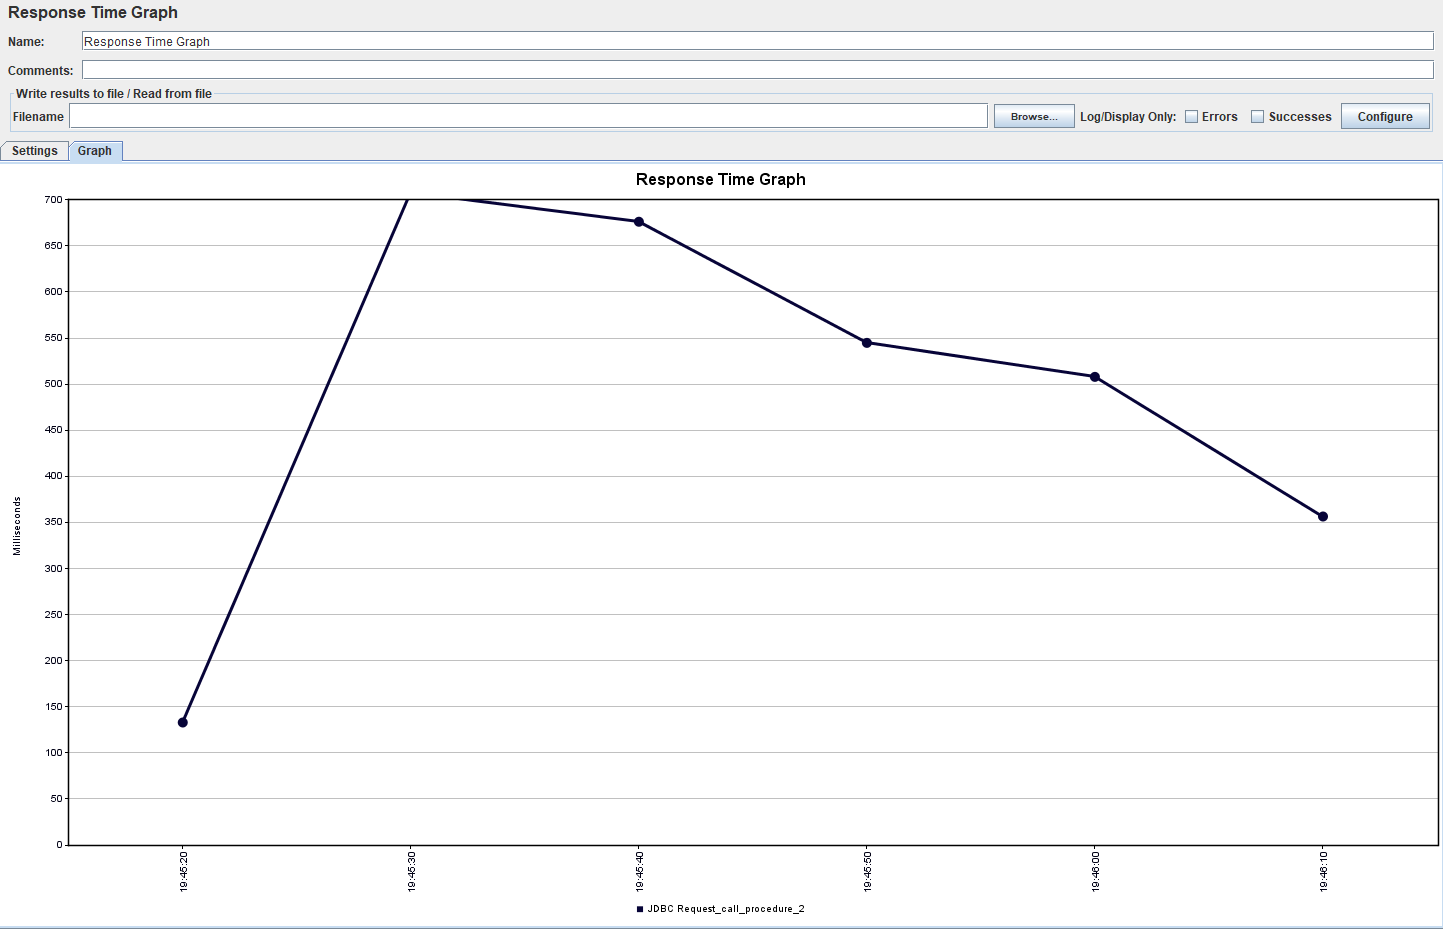 Response Time Graph
Name: Response Time Graph
Comments:
Write results to file / Read from file
Filename Browse... Log/Display Only: Errors Successes Configure
Settings Graph
Response Time Graph
700
650
600
550
500
450
400
350
300
250
200
150
100
50
0
Milliseconds
19:45:20 19:45:30 19:45:40 19:45:50 19:46:00 19:46:10
JDBC Request_call_procedure_2